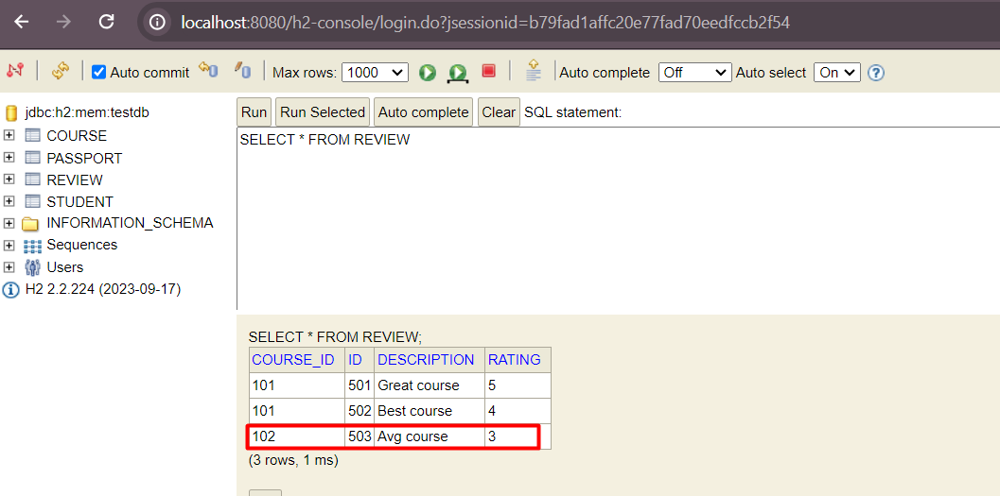 localhost:8080/h2-console/login.do?jsessionid=b79fad1affc20e77fad70eedfccb2f54
Auto commit Max rows: 1000 Auto complete Off Auto select On ?
jdbc:h2:mem:testdb
COURSE
PASSPORT
REVIEW
STUDENT
INFORMATION_SCHEMA
Sequences
Users
H2 2.2.224 (2023-09-17)
Run Run Selected Auto complete Clear SQL statement:
SELECT * FROM REVIEW
SELECT * FROM REVIEW;
COURSE_ID ID DESCRIPTION RATING
101 501 Great course 5
101 502 Best course 4
102 503 Avg course 3
(3 rows, 1 ms)